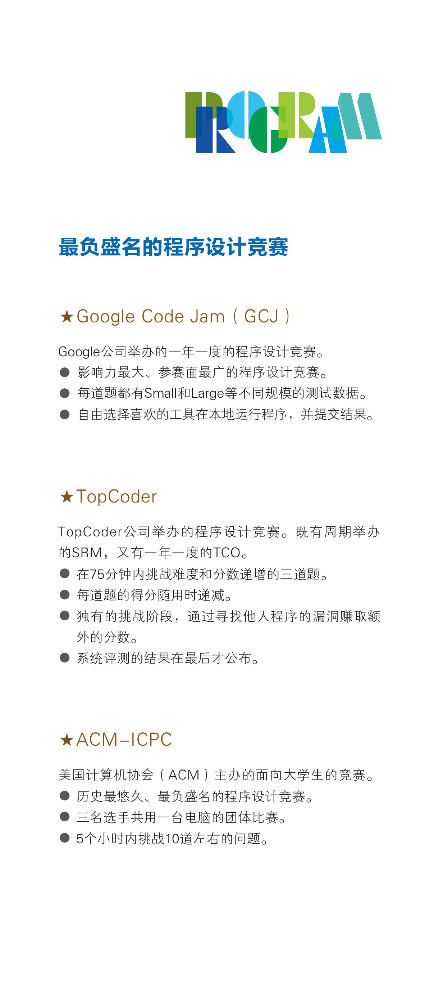 PROGRAM
最负盛名的程序设计竞赛
★Google Code Jam（GCJ）
Google公司举办的一年一度的程序设计竞赛。
● 影响力最大、参赛面最广的程序设计竞赛。
● 每道题都有Small和Large等不同规模的测试数据。
● 自由选择喜欢的工具在本地运行程序，并提交结果。
★TopCoder
TopCoder公司举办的程序设计竞赛。既有周期举办
的SRM，又有一年一度的TCO。
● 在75分钟内挑战难度和分数递增的三道题。
● 每道题的得分随用时递减。
● 独有的挑战阶段，通过寻找他人程序的漏洞赚取额
外的分数。
● 系统评测的结果在最后才公布。
★ACM–ICPC
美国计算机协会（ACM）主办的面向大学生的竞赛。
● 历史最悠久、最负盛名的程序设计竞赛。
● 三名选手共用一台电脑的团体比赛。
● 5个小时内挑战10道左右的问题。